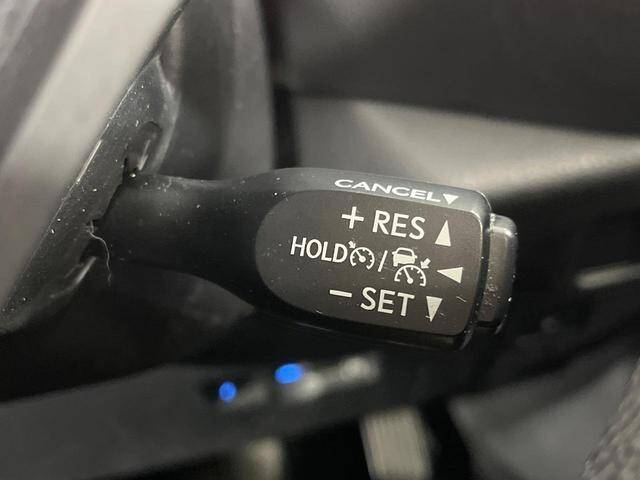 CANCEL▼
+ RES ▲
HOLD / ◀
− SET ▼